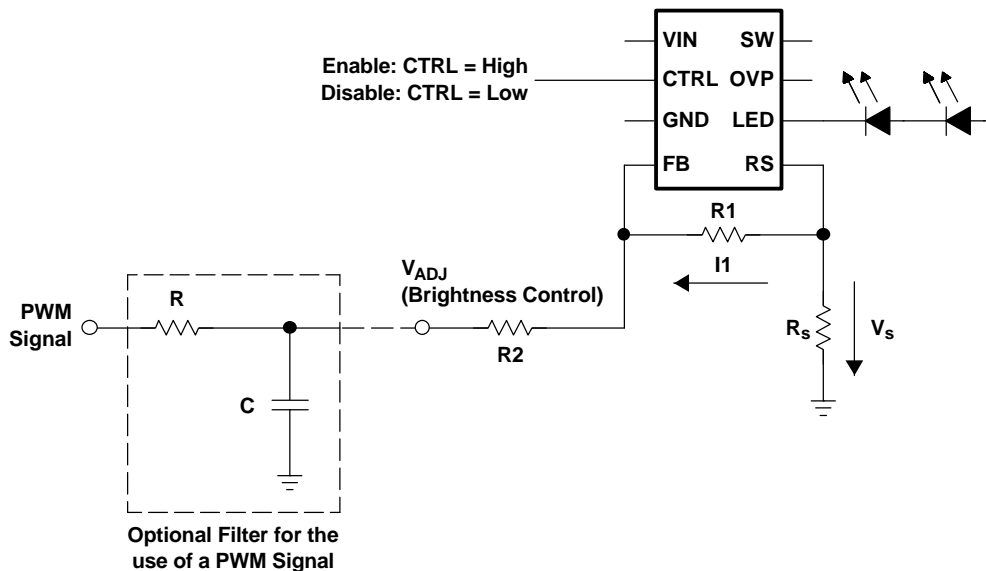 VIN
SW
Enable: CTRL = High
Disable: CTRL = Low
CTRL
OVP
GND
LED
FB
RS
R1
I1
VADJ
(Brightness Control)
PWM
Signal
R
R2
Rs
Vs
C
Optional Filter for the
use of a PWM Signal